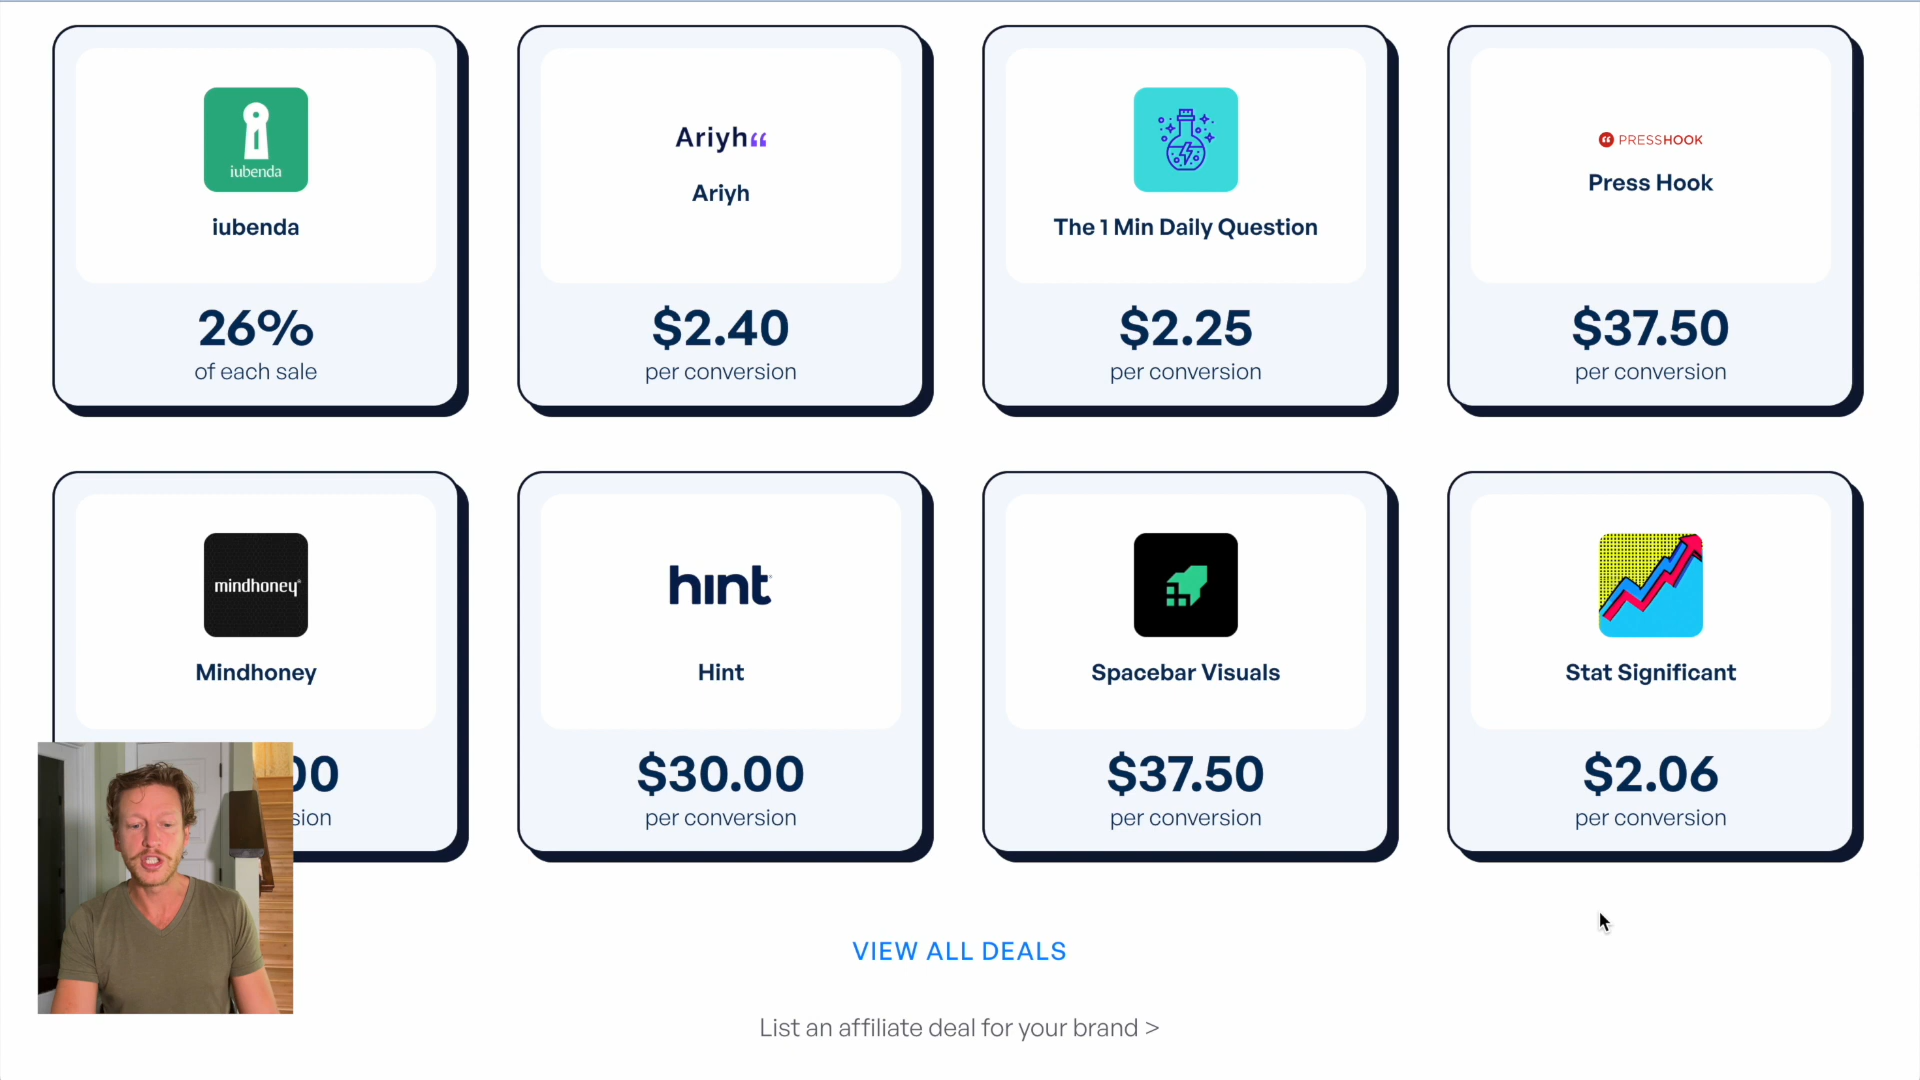 iubenda
iubenda
26%
of each sale
Ariyh
Ariyh
$2.40
per conversion
The 1 Min Daily Question
$2.25
per conversion
PRESSHOOK
Press Hook
$37.50
per conversion
mindhoney
Mindhoney
hint
Hint
$30.00
per conversion
Spacebar Visuals
$37.50
per conversion
Stat Significant
$2.06
per conversion
VIEW ALL DEALS
List an affiliate deal for your brand >